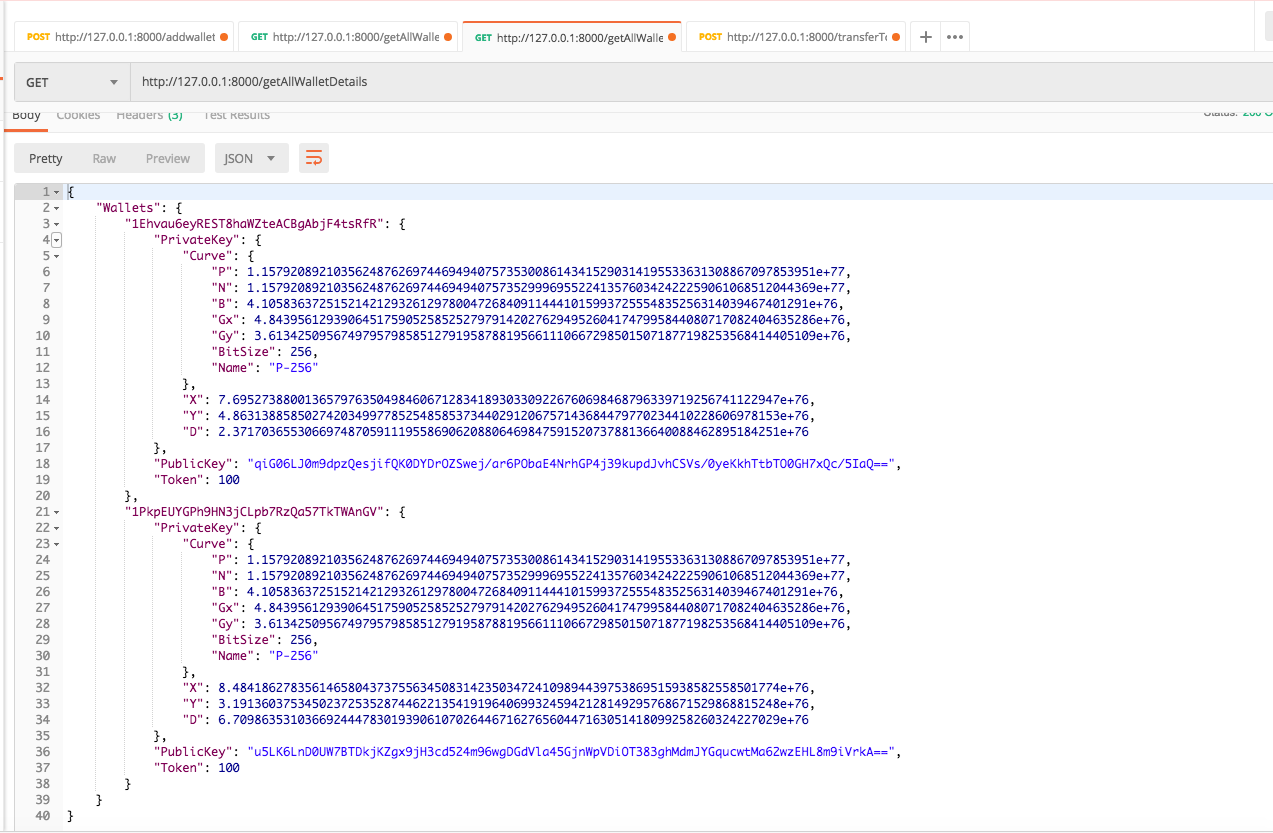 POST http://127.0.0.1:8000/addwallet GET http://127.0.0.1:8000/getAllWalle GET http://127.0.0.1:8000/getAllWalle POST http://127.0.0.1:8000/transferTo + •••
GET http://127.0.0.1:8000/getAllWalletDetails
Body Cookies Headers (3) Test Results Status: 200 O
Pretty Raw Preview JSON
1 {
2 "Wallets": {
3 "1Ehvau6eyREST8haWZteACBgAbjF4tsRfR": {
4 "PrivateKey": {
5 "Curve": {
6 "P": 1.15792089210356248762697446949407573530086143415290314195533631308867097853951e+77,
7 "N": 1.15792089210356248762697446949407573529996955224135760342422259061068512044369e+77,
8 "B": 4.1058363725152142129326129780047268409114441015993725554835256314039467401291e+76,
9 "Gx": 4.8439561293906451759052585252797914202762949526041747995844080717082404635286e+76,
10 "Gy": 3.6134250956749795798585127919587881956611106672985015071877198253568414405109e+76,
11 "BitSize": 256,
12 "Name": "P-256"
13 },
14 "X": 7.695273880013657976350498460671283418930330922676069846879633971925674112​2947e+76,
15 "Y": 4.863138858502742034997785254858537344029120675714368447977023441022860697​8153e+76,
16 "D": 2.371703655306697487059111955869062088064698475915207378813664008846289518​4251e+76
17 },
18 "PublicKey": "qiG06LJ0m9dpzQesjifQK0DYDrOZSwej/ar6PObaE4NrhGP4j39kupdJvhCSVs/0yeKkhTtbTO0GH7xQc/5IaQ==",
19 "Token": 100
20 },
21 "1PkpEUYGPh9HN3jCLpb7RzQa57TkTWAnGV": {
22 "PrivateKey": {
23 "Curve": {
24 "P": 1.15792089210356248762697446949407573530086143415290314195533631308867097853951e+77,
25 "N": 1.15792089210356248762697446949407573529996955224135760342422259061068512044369e+77,
26 "B": 4.1058363725152142129326129780047268409114441015993725554835256314039467401291e+76,
27 "Gx": 4.8439561293906451759052585252797914202762949526041747995844080717082404635286e+76,
28 "Gy": 3.6134250956749795798585127919587881956611106672985015071877198253568414405109e+76,
29 "BitSize": 256,
30 "Name": "P-256"
31 },
32 "X": 8.4841862783561465804373755634508314235034724109894439753869515938582558501774e+76,
33 "Y": 3.1913603753450237253528744622135419196406993245942128149295768671529868815248e+76,
34 "D": 6.7098635310366924447830193906107026446716276560447163051418099258260324227029e+76
35 },
36 "PublicKey": "u5LK6LnD0UW7BTDkjKZgx9jH3cd524m96wgDGdVla45GjnWpVDiOT383ghMdmJYGqucwtMa62wzEHL8m9iVrkA==",
37 "Token": 100
38 }
39 }
40 }